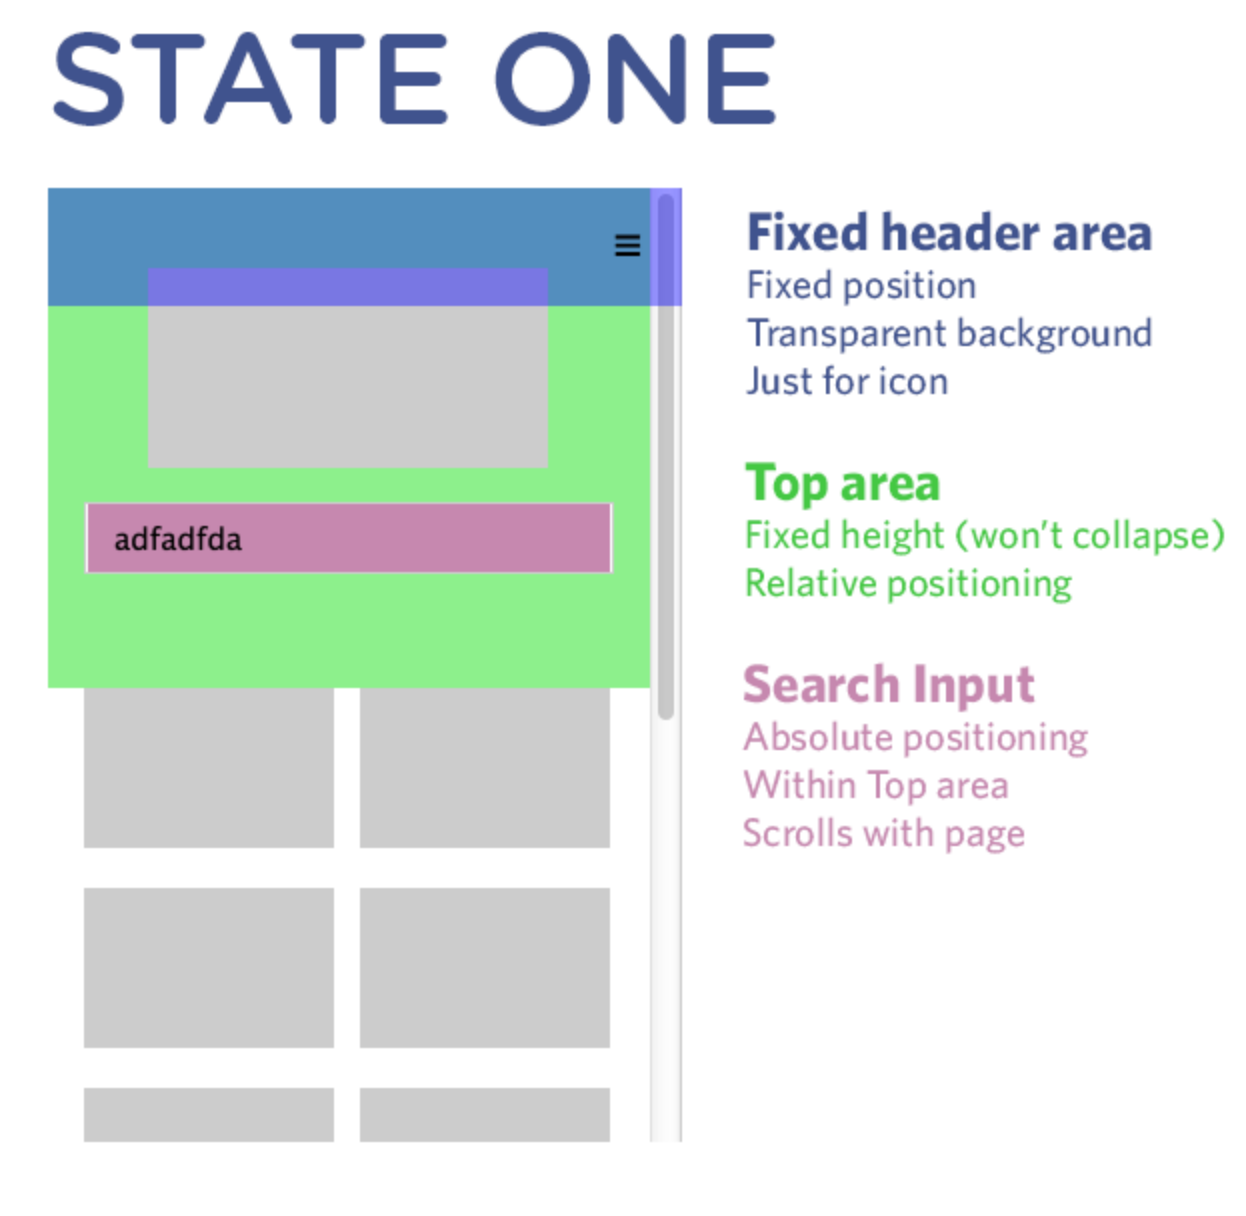 STATE ONE
Fixed header area
Fixed position
Transparent background
Just for icon
Top area
Fixed height (won’t collapse)
Relative positioning
adfadfda
Search Input
Absolute positioning
Within Top area
Scrolls with page